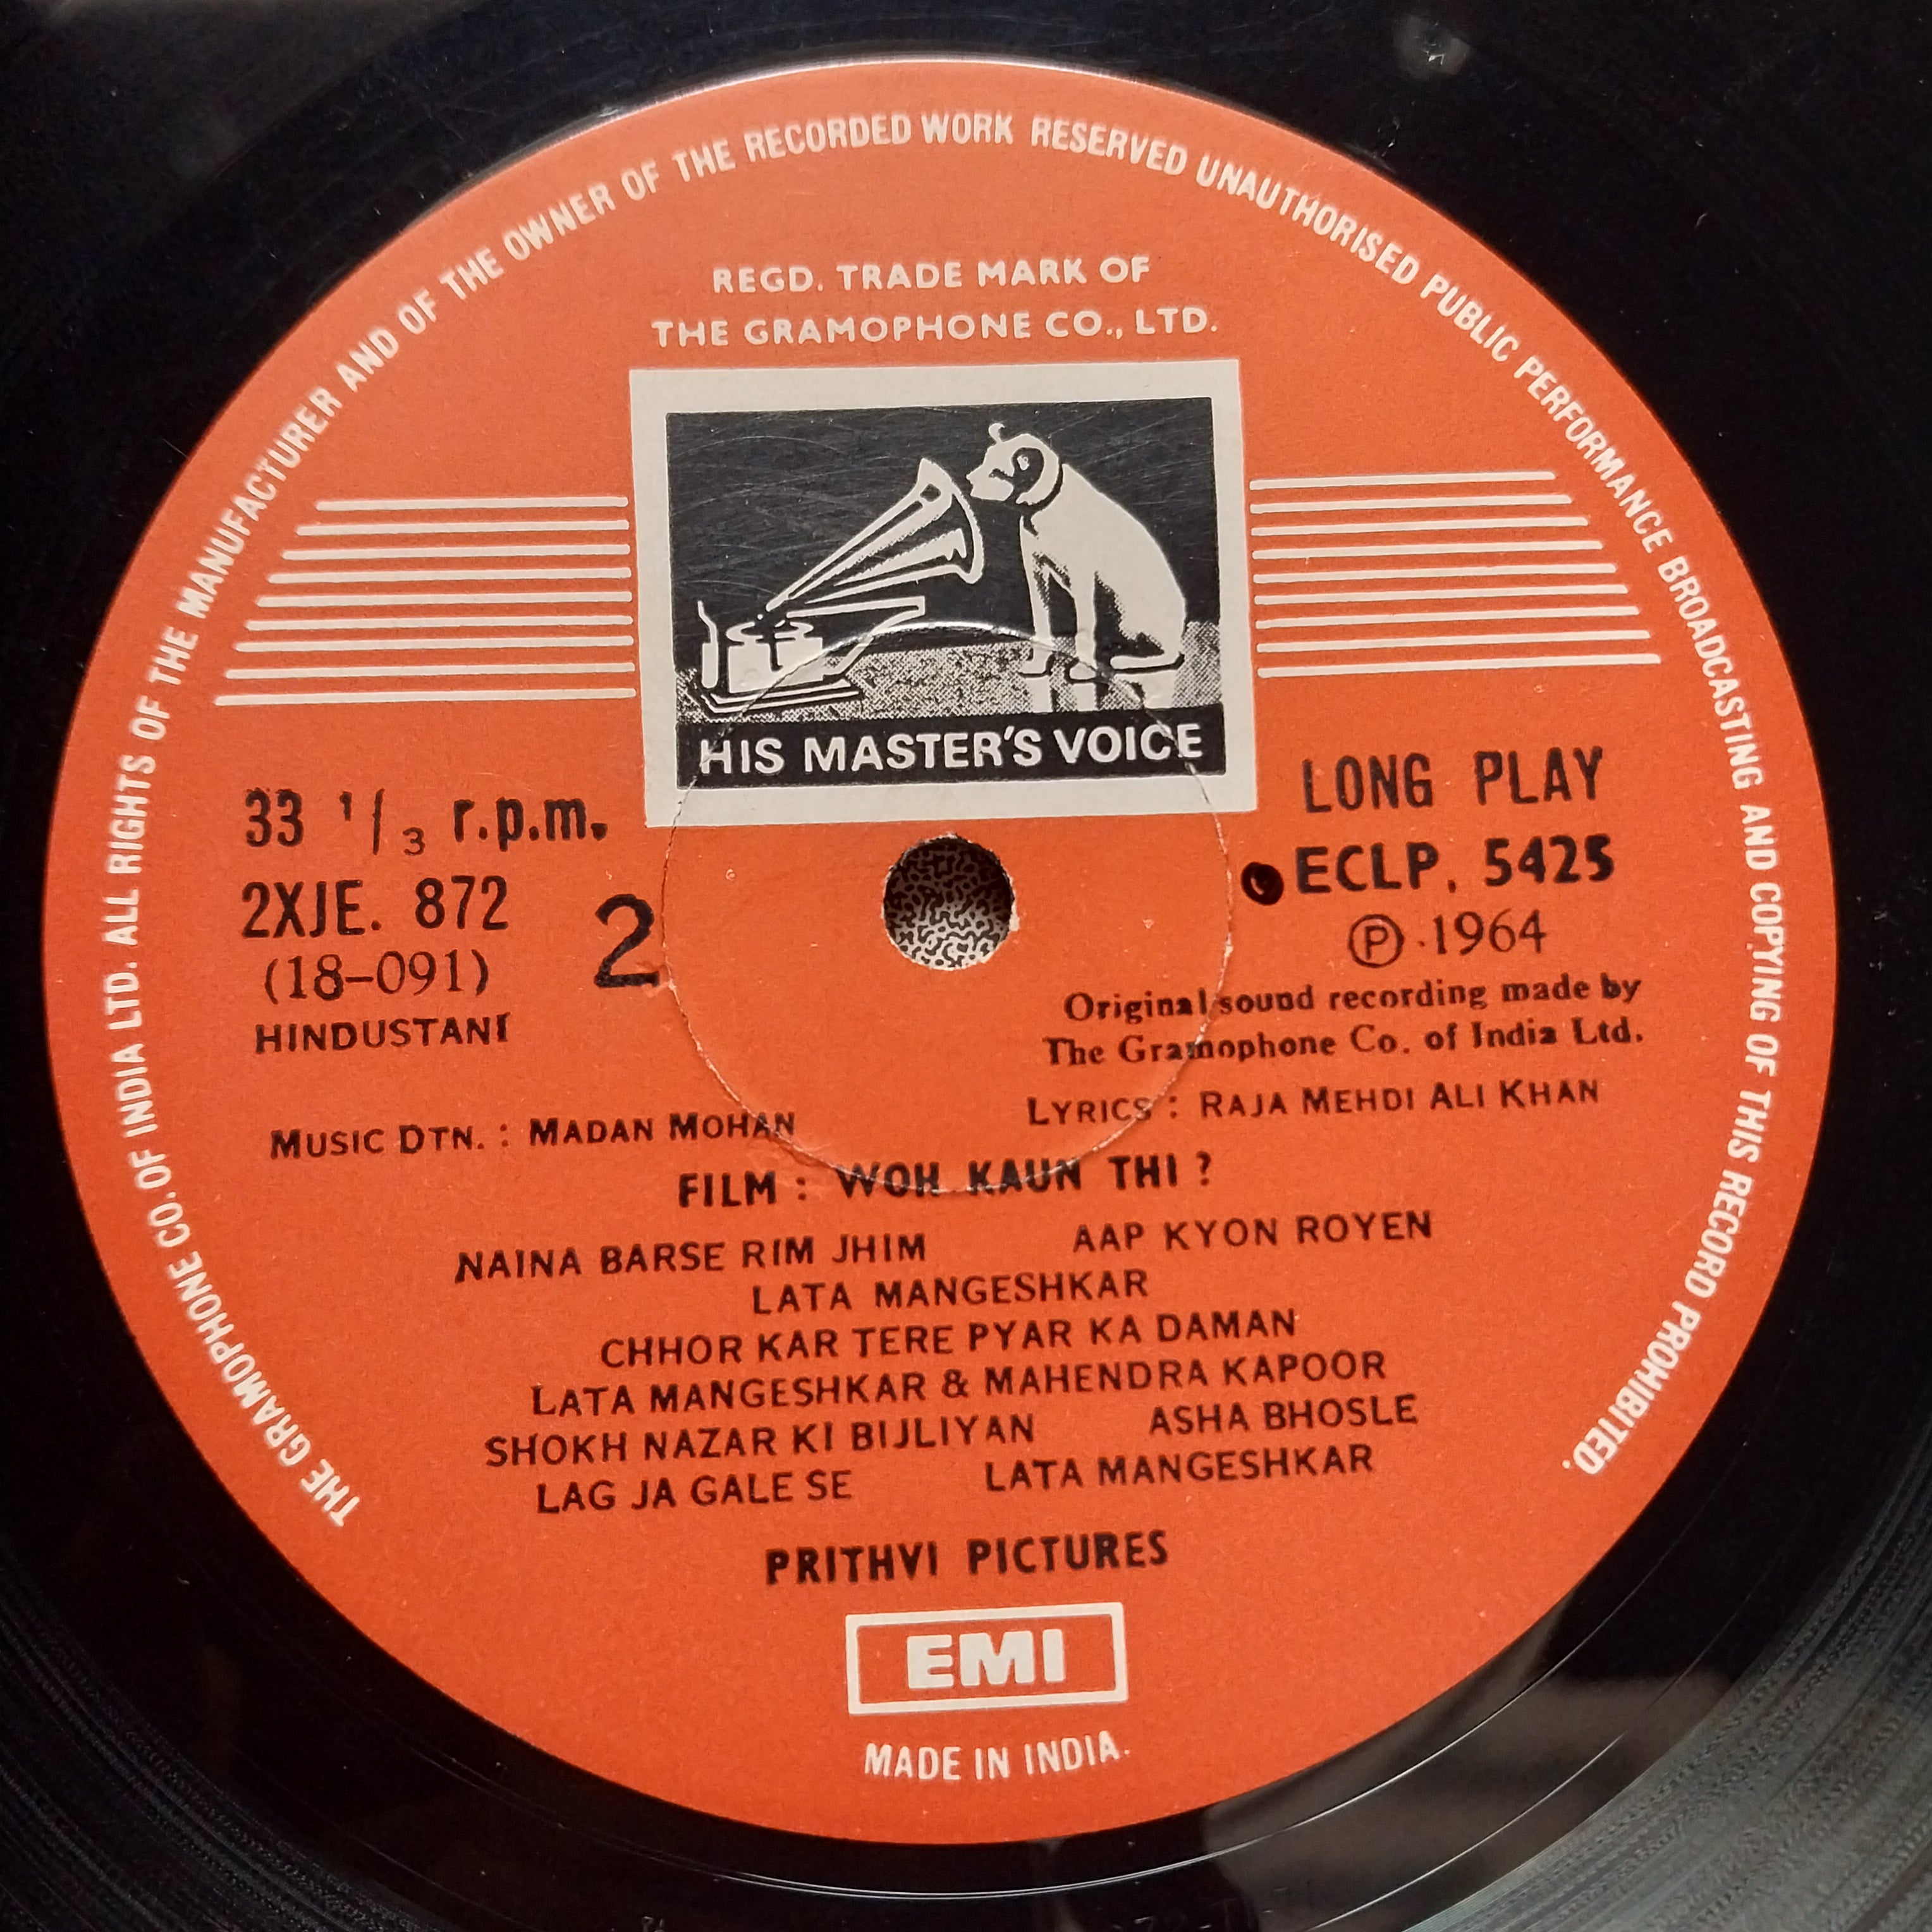 THE GRAMOPHONE CO. OF INDIA LTD. ALL RIGHTS OF THE MANUFACTURER AND OF THE OWNER OF THE RECORDED WORK RESERVED UNAUTHORISED PUBLIC PERFORMANCE BROADCASTING AND COPYING OF THIS RECORD PROHIBITED.
REGD. TRADE MARK OF
THE GRAMOPHONE CO., LTD.
HIS MASTER'S VOICE
33 1/3 r.p.m.
2XJE. 872
(18-091)
HINDUSTANI
2
LONG PLAY
ECLP. 5425
Ⓟ 1964
Original sound recording made by
The Gramophone Co. of India Ltd.
MUSIC DTN. : MADAN MOHAN
LYRICS : RAJA MEHDI ALI KHAN
FILM : WOH KAUN THI ?
NAINA BARSE RIM JHIM AAP KYON ROYEN
LATA MANGESHKAR
CHHOR KAR TERE PYAR KA DAMAN
LATA MANGESHKAR & MAHENDRA KAPOOR
SHOKH NAZAR KI BIJLIYAN ASHA BHOSLE
LAG JA GALE SE LATA MANGESHKAR
PRITHVI PICTURES
EMI
MADE IN INDIA.